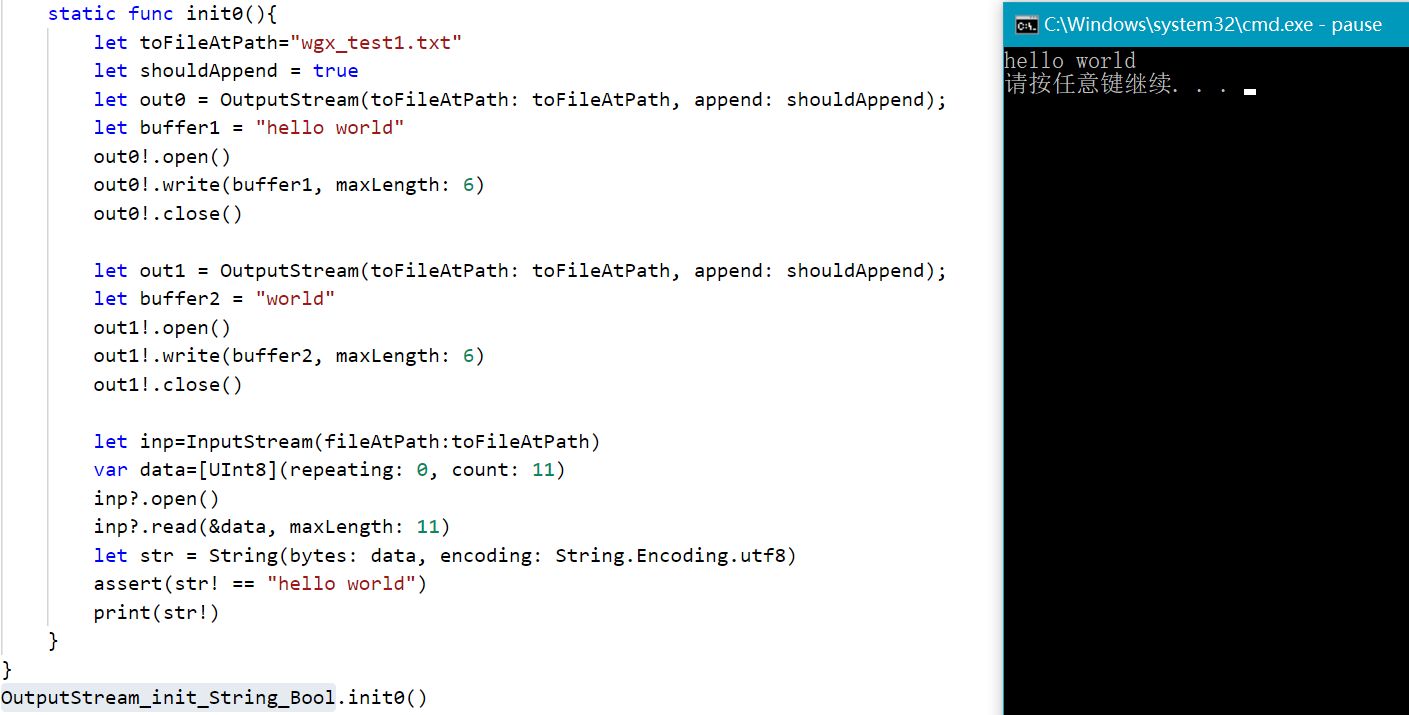 static func init0(){
let toFileAtPath="wgx_test1.txt"
let shouldAppend = true
let out0 = OutputStream(toFileAtPath: toFileAtPath, append: shouldAppend);
let buffer1 = "hello world"
out0!.open()
out0!.write(buffer1, maxLength: 6)
out0!.close()
let out1 = OutputStream(toFileAtPath: toFileAtPath, append: shouldAppend);
let buffer2 = "world"
out1!.open()
out1!.write(buffer2, maxLength: 6)
out1!.close()
let inp=InputStream(fileAtPath:toFileAtPath)
var data=[UInt8](repeating: 0, count: 11)
inp?.open()
inp?.read(&data, maxLength: 11)
let str = String(bytes: data, encoding: String.Encoding.utf8)
assert(str! == "hello world")
print(str!)
}
}
OutputStream_init_String_Bool.init0()
C:\Windows\system32\cmd.exe - pause
hello world
请按任意键继续. . .